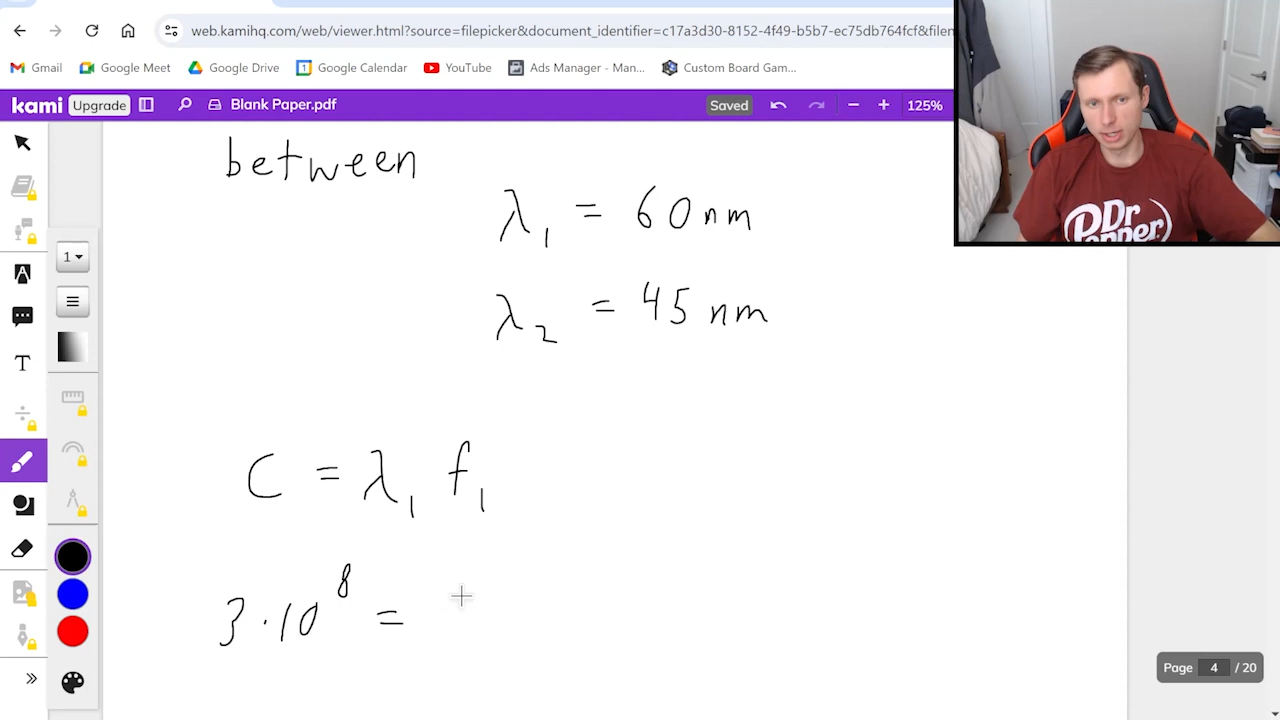 web.kamihq.com/web/viewer.html?source=filepicker&document_identifier=c17a3d30-8152-4f49-b5b7-ec75db764fcf&filen
Gmail Google Meet Google Drive Google Calendar YouTube Ads Manager - Man... Custom Board Gam...
kami Upgrade Blank Paper.pdf Saved 125%
between
λ₁ = 60 nm
λ₂ = 45 nm
C = λ₁ f₁
3·10⁸ =
1
T
Page 4 / 20
Dr
Pepper